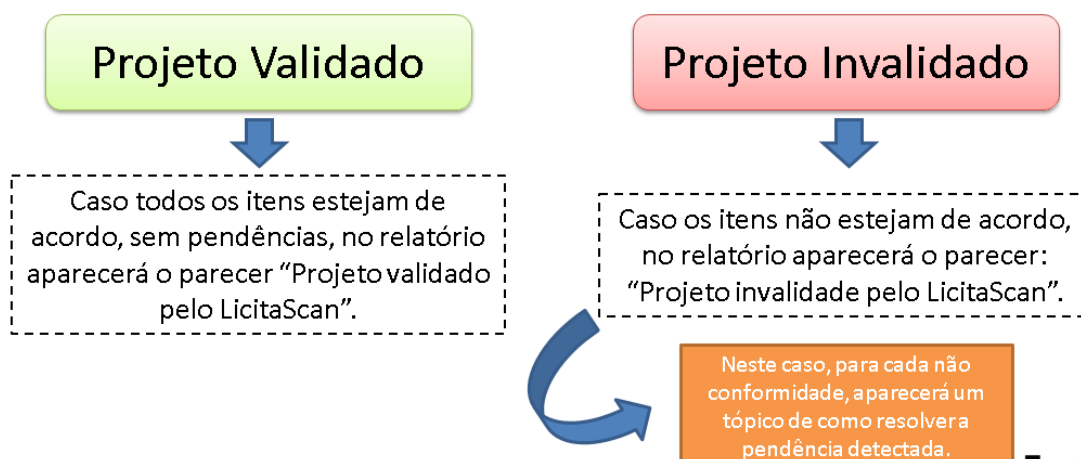 Projeto Validado
Caso todos os itens estejam de
acordo, sem pendências, no relatório
aparecerá o parecer “Projeto validado
pelo LicitaScan”.
Projeto Invalidado
Caso os itens não estejam de acordo,
no relatório aparecerá o parecer:
“Projeto invalidade pelo LicitaScan”.
Neste caso, para cada não
conformidade, aparecerá um
tópico de como resolver a
pendência detectada.